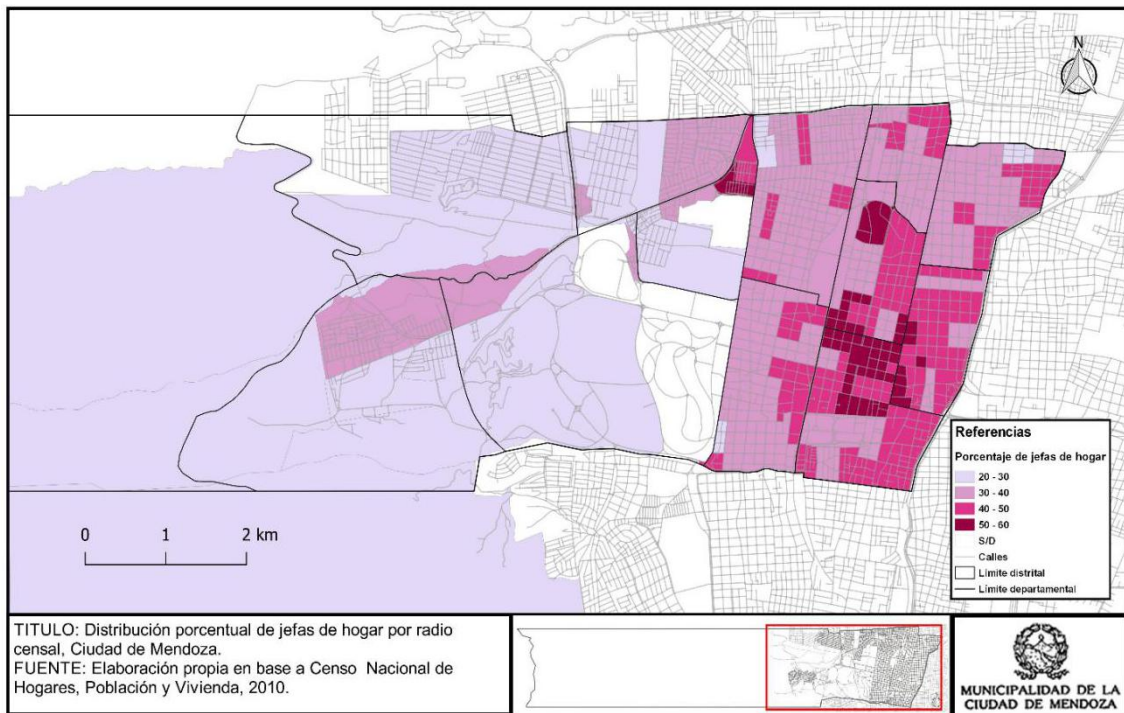 N
0 1 2 km
Referencias
Porcentaje de jefas de hogar
20 - 30
30 - 40
40 - 50
50 - 60
S/D
Calles
Límite distrital
Límite departamental
TITULO: Distribución porcentual de jefas de hogar por radio
censal, Ciudad de Mendoza.
FUENTE: Elaboración propia en base a Censo Nacional de
Hogares, Población y Vivienda, 2010.
MUNICIPALIDAD DE LA
CIUDAD DE MENDOZA